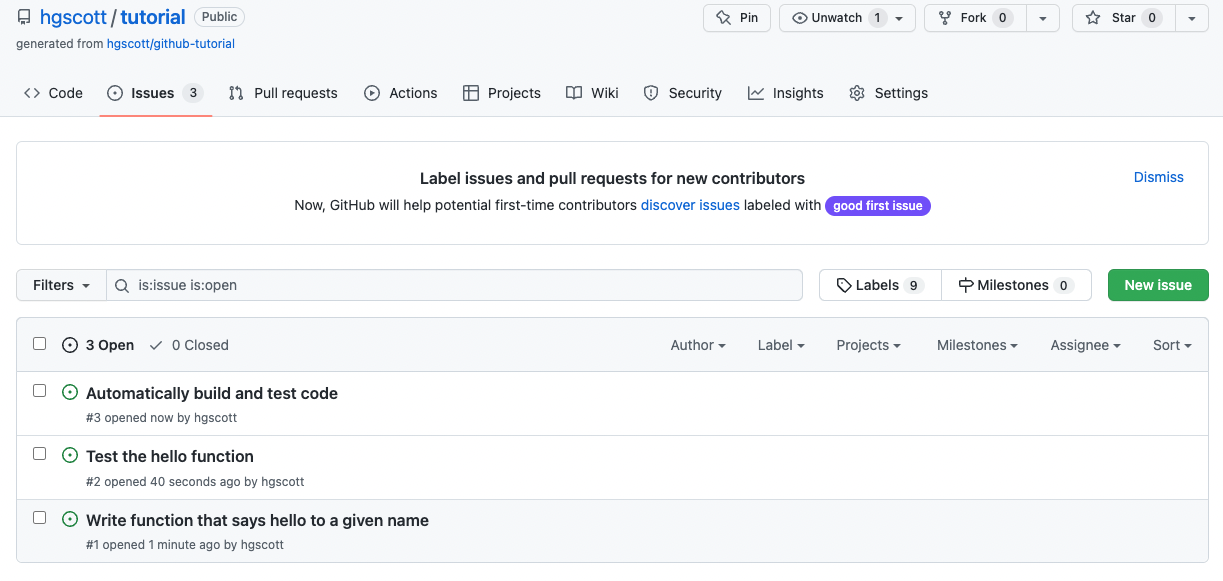 hgscott / tutorial Public Pin Unwatch 1 Fork 0 Star 0
generated from hgscott/github-tutorial
Code Issues 3 Pull requests Actions Projects Wiki Security Insights Settings
Label issues and pull requests for new contributors Dismiss
Now, GitHub will help potential first-time contributors discover issues labeled with good first issue
Filters is:issue is:open Labels 9 Milestones 0 New issue
3 Open 0 Closed Author Label Projects Milestones Assignee Sort
Automatically build and test code
#3 opened now by hgscott
Test the hello function
#2 opened 40 seconds ago by hgscott
Write function that says hello to a given name
#1 opened 1 minute ago by hgscott